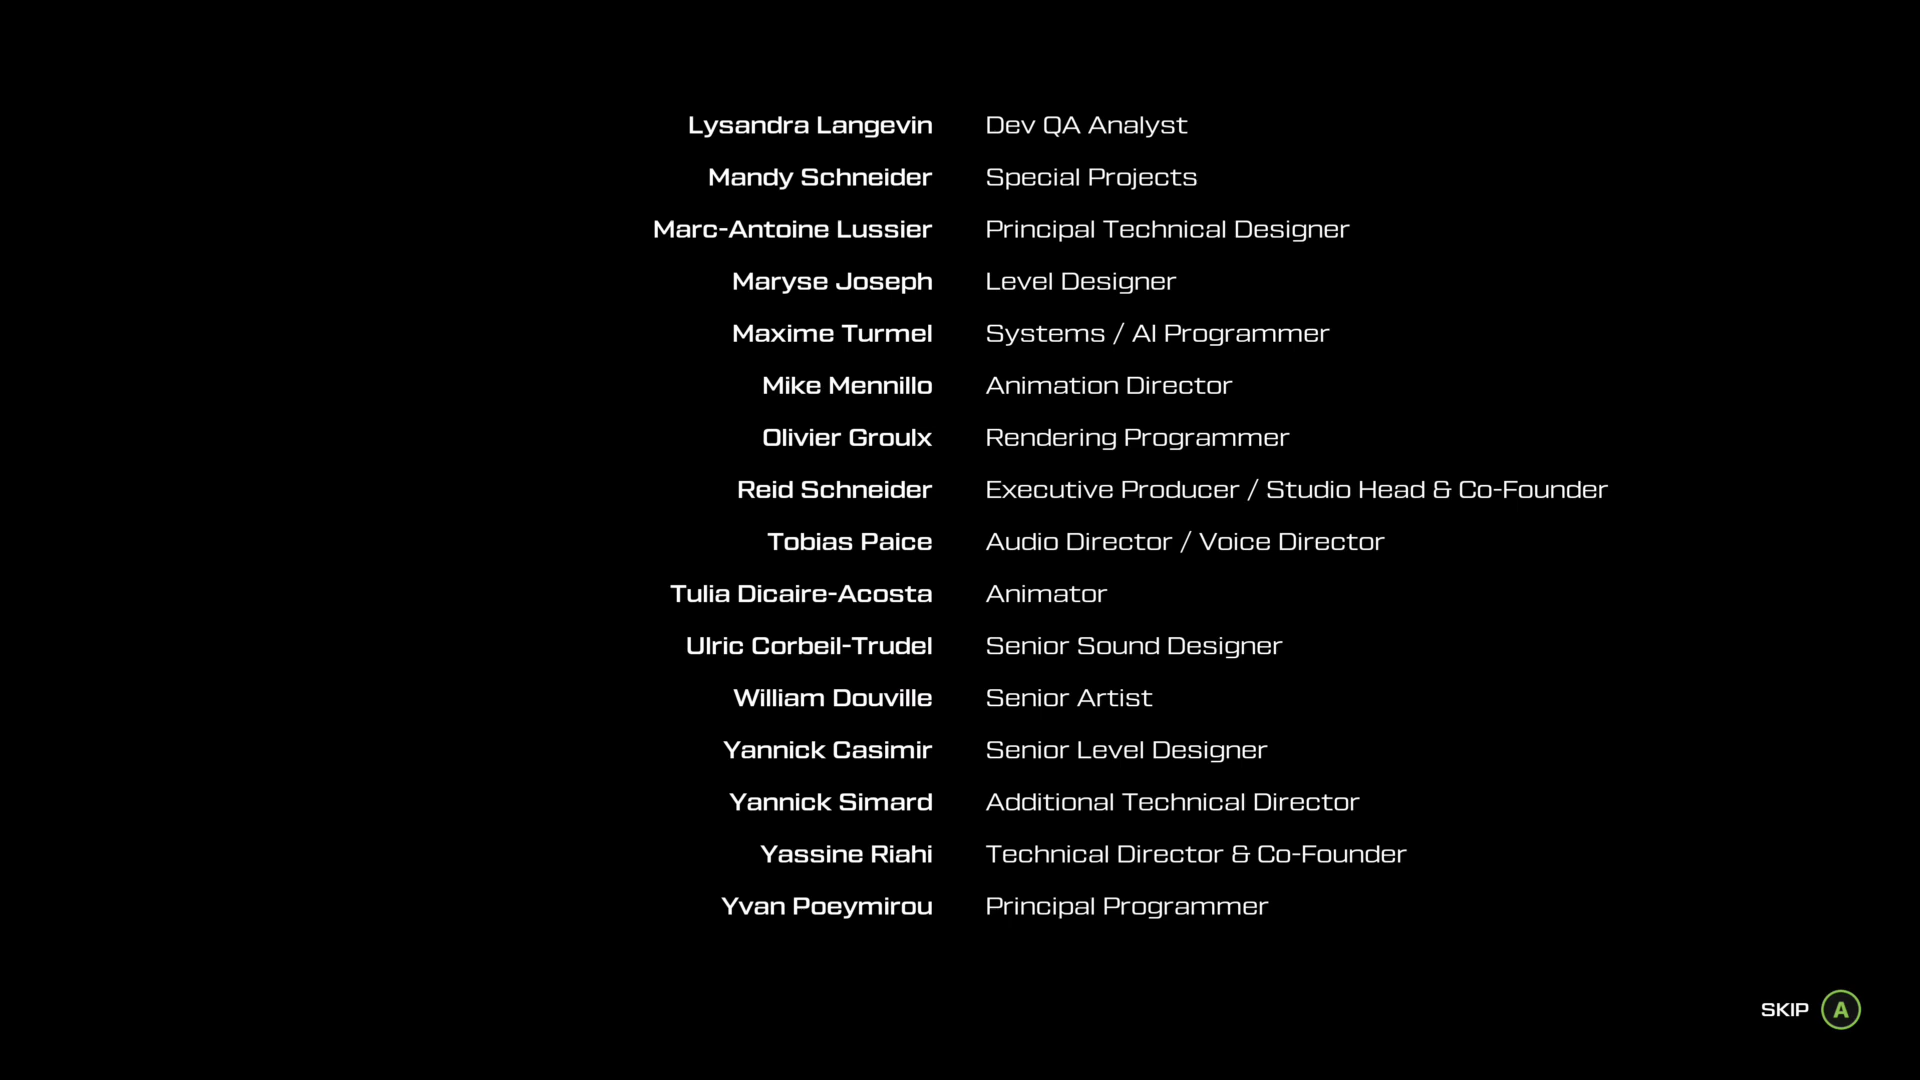 Lysandra Langevin Dev QA Analyst
Mandy Schneider Special Projects
Marc-Antoine Lussier Principal Technical Designer
Maryse Joseph Level Designer
Maxime Turmel Systems / AI Programmer
Mike Mennillo Animation Director
Olivier Groulx Rendering Programmer
Reid Schneider Executive Producer / Studio Head & Co-Founder
Tobias Paice Audio Director / Voice Director
Tulia Dicaire-Acosta Animator
Ulric Corbeil-Trudel Senior Sound Designer
William Douville Senior Artist
Yannick Casimir Senior Level Designer
Yannick Simard Additional Technical Director
Yassine Riahi Technical Director & Co-Founder
Yvan Poeymirou Principal Programmer
SKIP A